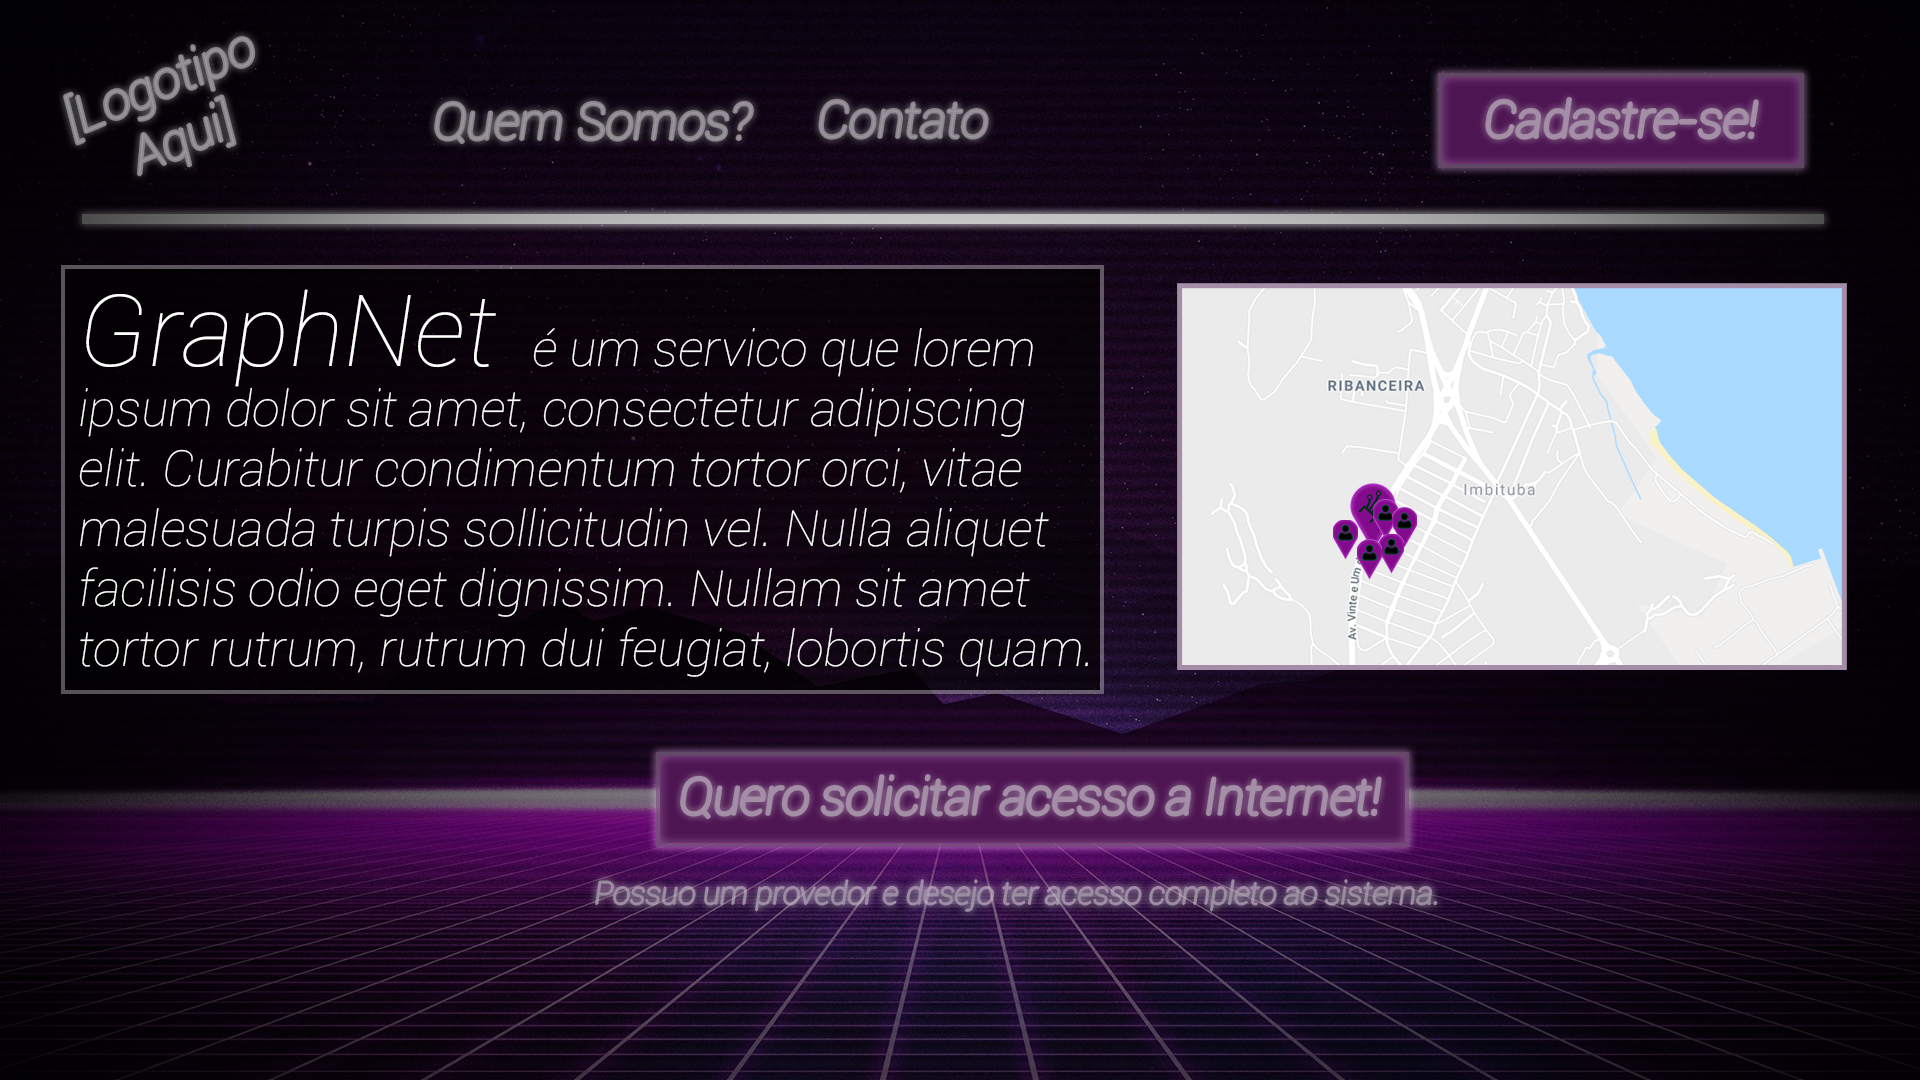 [Logotipo
Aqui]
Quem Somos?
Contato
Cadastre-se!
GraphNet é um servico que lorem
ipsum dolor sit amet, consectetur adipiscing
elit. Curabitur condimentum tortor orci, vitae
malesuada turpis sollicitudin vel. Nulla aliquet
facilisis odio eget dignissim. Nullam sit amet
tortor rutrum, rutrum dui feugiat, lobortis quam.
RIBANCEIRA
Imbituba
Av. Vinte e Um
Quero solicitar acesso a Internet!
Possuo um provedor e desejo ter acesso completo ao sistema.